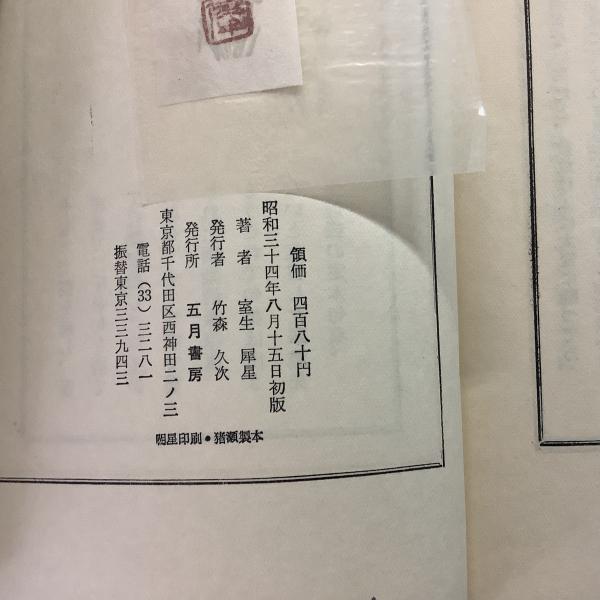 領価 四百八十円
昭和三十四年八月十五日初版
著者 室生犀星
発行者 竹森久次
発行所 五月書房
東京都千代田区西神田二ノ三
電話(33)三二八一
振替東京三三九四三
照星印刷・猪瀬製本